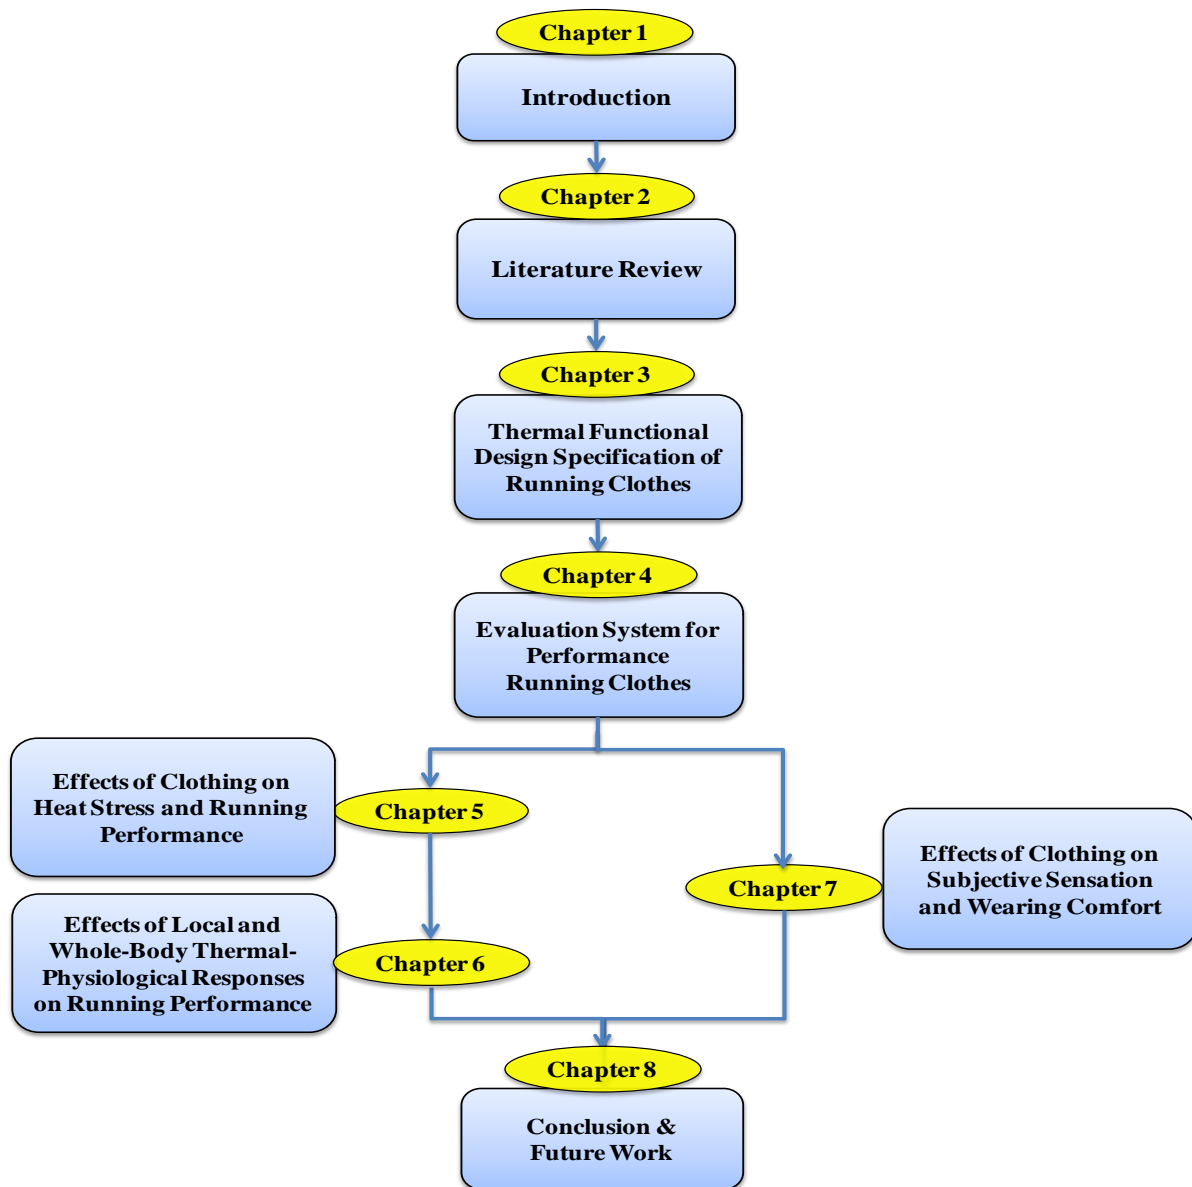 Chapter 1
Introduction
Chapter 2
Literature Review
Chapter 3
Thermal Functional
Design Specification of
Running Clothes
Chapter 4
Evaluation System for
Performance
Running Clothes
Chapter 5
Effects of Clothing on
Heat Stress and Running
Performance
Chapter 6
Effects of Local and
Whole-Body Thermal-
Physiological Responses
on Running Performance
Chapter 7
Effects of Clothing on
Subjective Sensation
and Wearing Comfort
Chapter 8
Conclusion &
Future Work